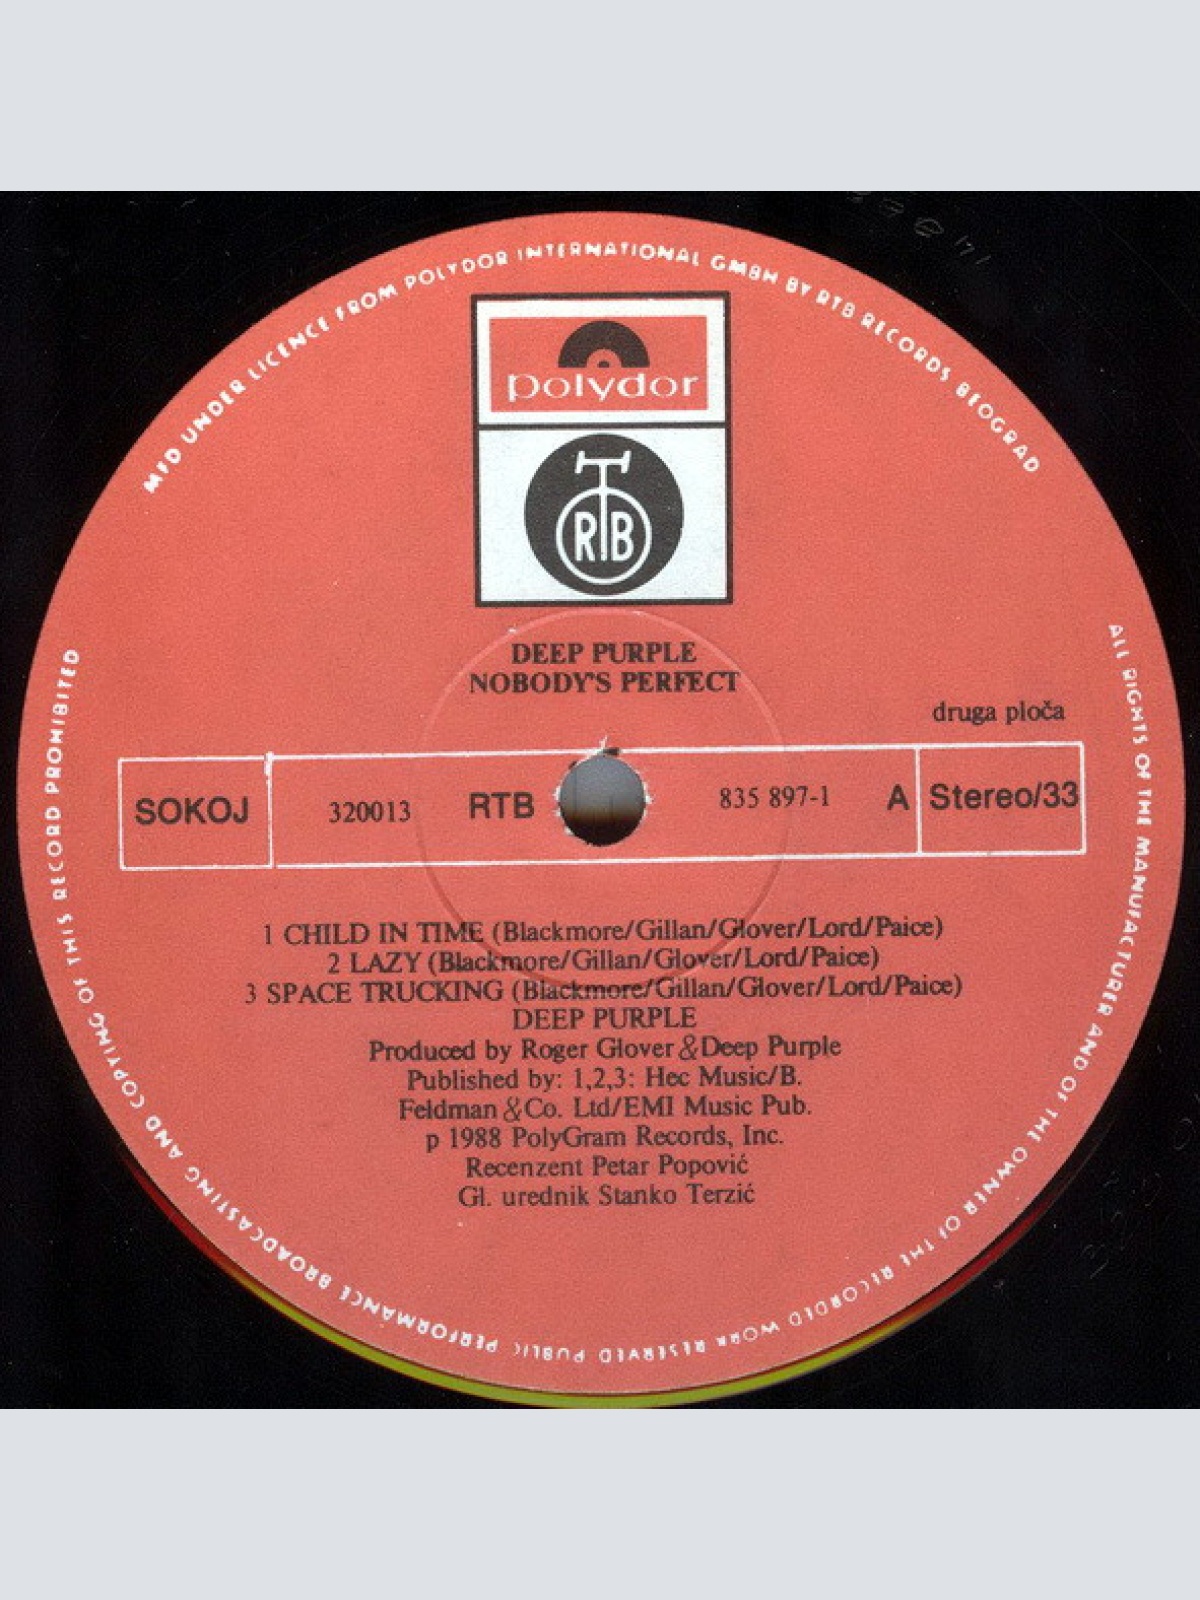 MFD UNDER LICENCE FROM POLYDOR INTERNATIONAL GMBH BY RTB RECORDS BEOGRAD
polydor
RTB
DEEP PURPLE
NOBODY'S PERFECT
druga ploča
SOKOJ 320013 RTB 835 897-1 A Stereo/33
1 CHILD IN TIME (Blackmore/Gillan/Glover/Lord/Paice)
2 LAZY (Blackmore/Gillan/Glover/Lord/Paice)
3 SPACE TRUCKING (Blackmore/Gillan/Glover/Lord/Paice)
DEEP PURPLE
Produced by Roger Glover & Deep Purple
Published by: 1,2,3: Hec Music/B.
Feldman & Co. Ltd/EMI Music Pub.
p 1988 PolyGram Records, Inc.
Recenzent Petar Popović
Gl. urednik Stanko Terzić
ALL RIGHTS OF THE MANUFACTURER AND OF THE OWNER OF THE RECORDED WORK RESERVED PUBLIC PERFORMANCE BROADCASTING AND COPYING OF THIS RECORD PROHIBITED